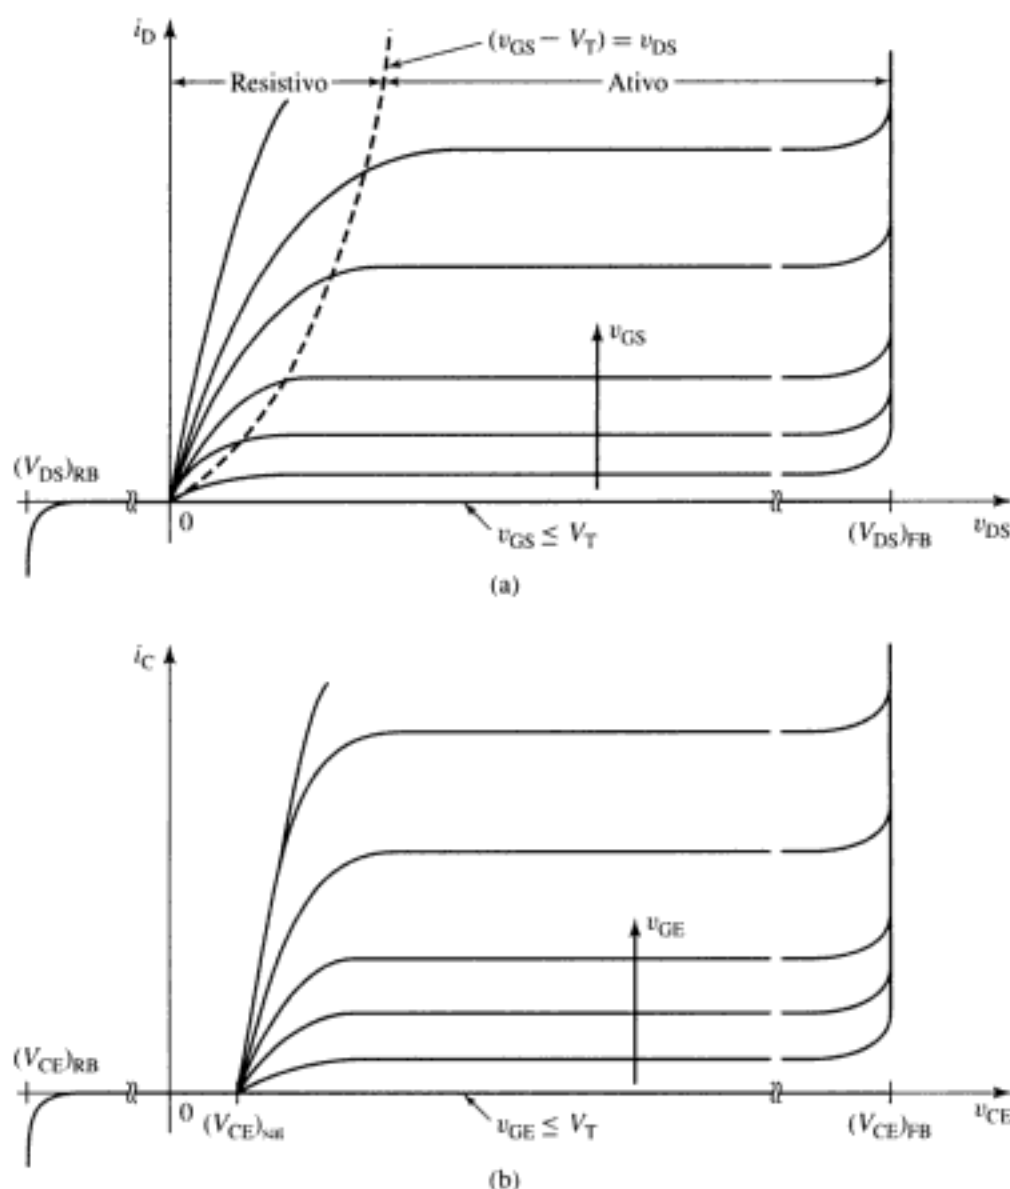 i_D
(v_GS − V_T) = v_DS
Resistivo
Ativo
v_GS
(V_DS)_RB
0
v_GS ≤ V_T
(V_DS)_FB
v_DS
(a)
i_C
v_GE
(V_CE)_RB
0
(V_CE)_sat
v_GE ≤ V_T
(V_CE)_FB
v_CE
(b)